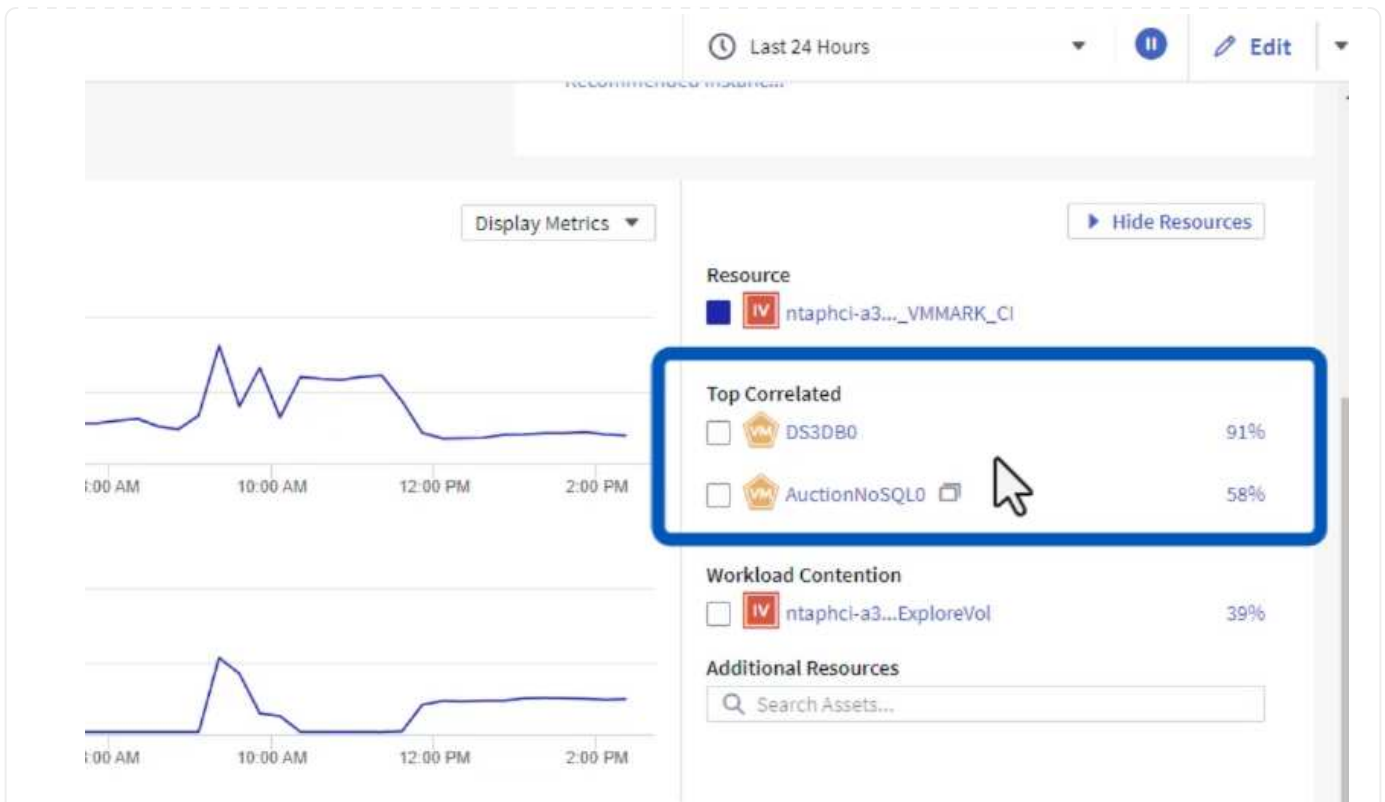 Last 24 Hours
Edit
Recommended Instanc...
Display Metrics
Hide Resources
Resource
IV ntaphci-a3..._VMMARK_CI
Top Correlated
VM DS3DB0 91%
VM AuctionNoSQL0 58%
:00 AM 10:00 AM 12:00 PM 2:00 PM
Workload Contention
IV ntaphci-a3...ExploreVol 39%
Additional Resources
Search Assets...
:00 AM 10:00 AM 12:00 PM 2:00 PM